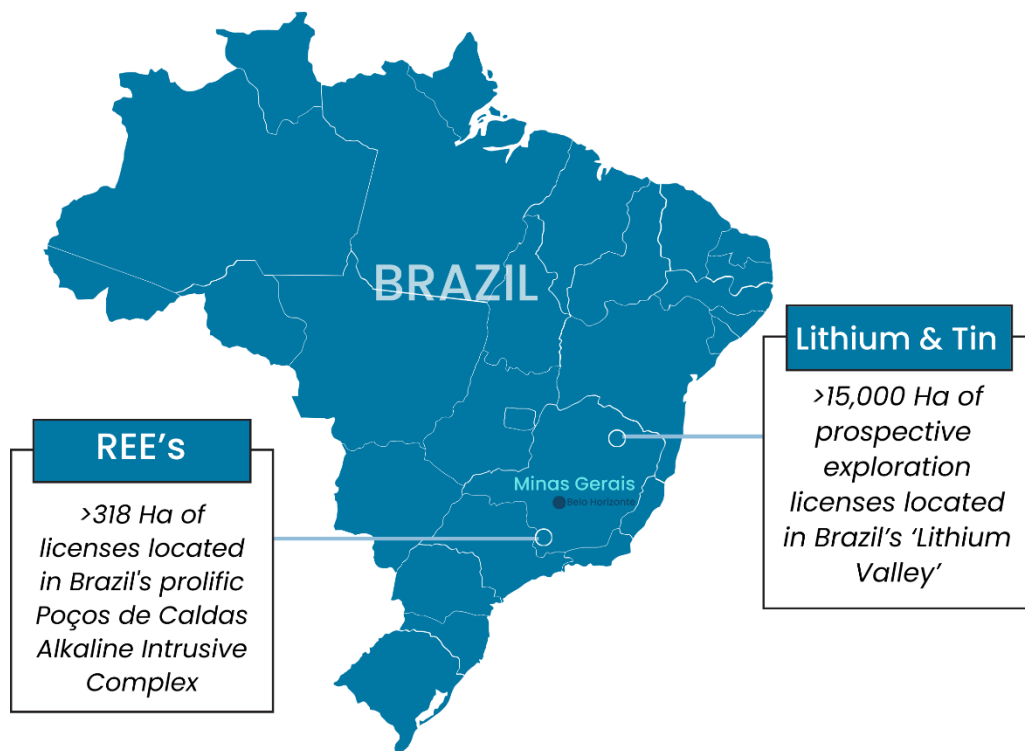 BRAZIL
Lithium & Tin
>15,000 Ha of
prospective
exploration
licenses located
in Brazil’s ‘Lithium
Valley’
REE’s
>318 Ha of
licenses located
in Brazil's prolific
Poços de Caldas
Alkaline Intrusive
Complex
Minas Gerais
Belo Horizonte